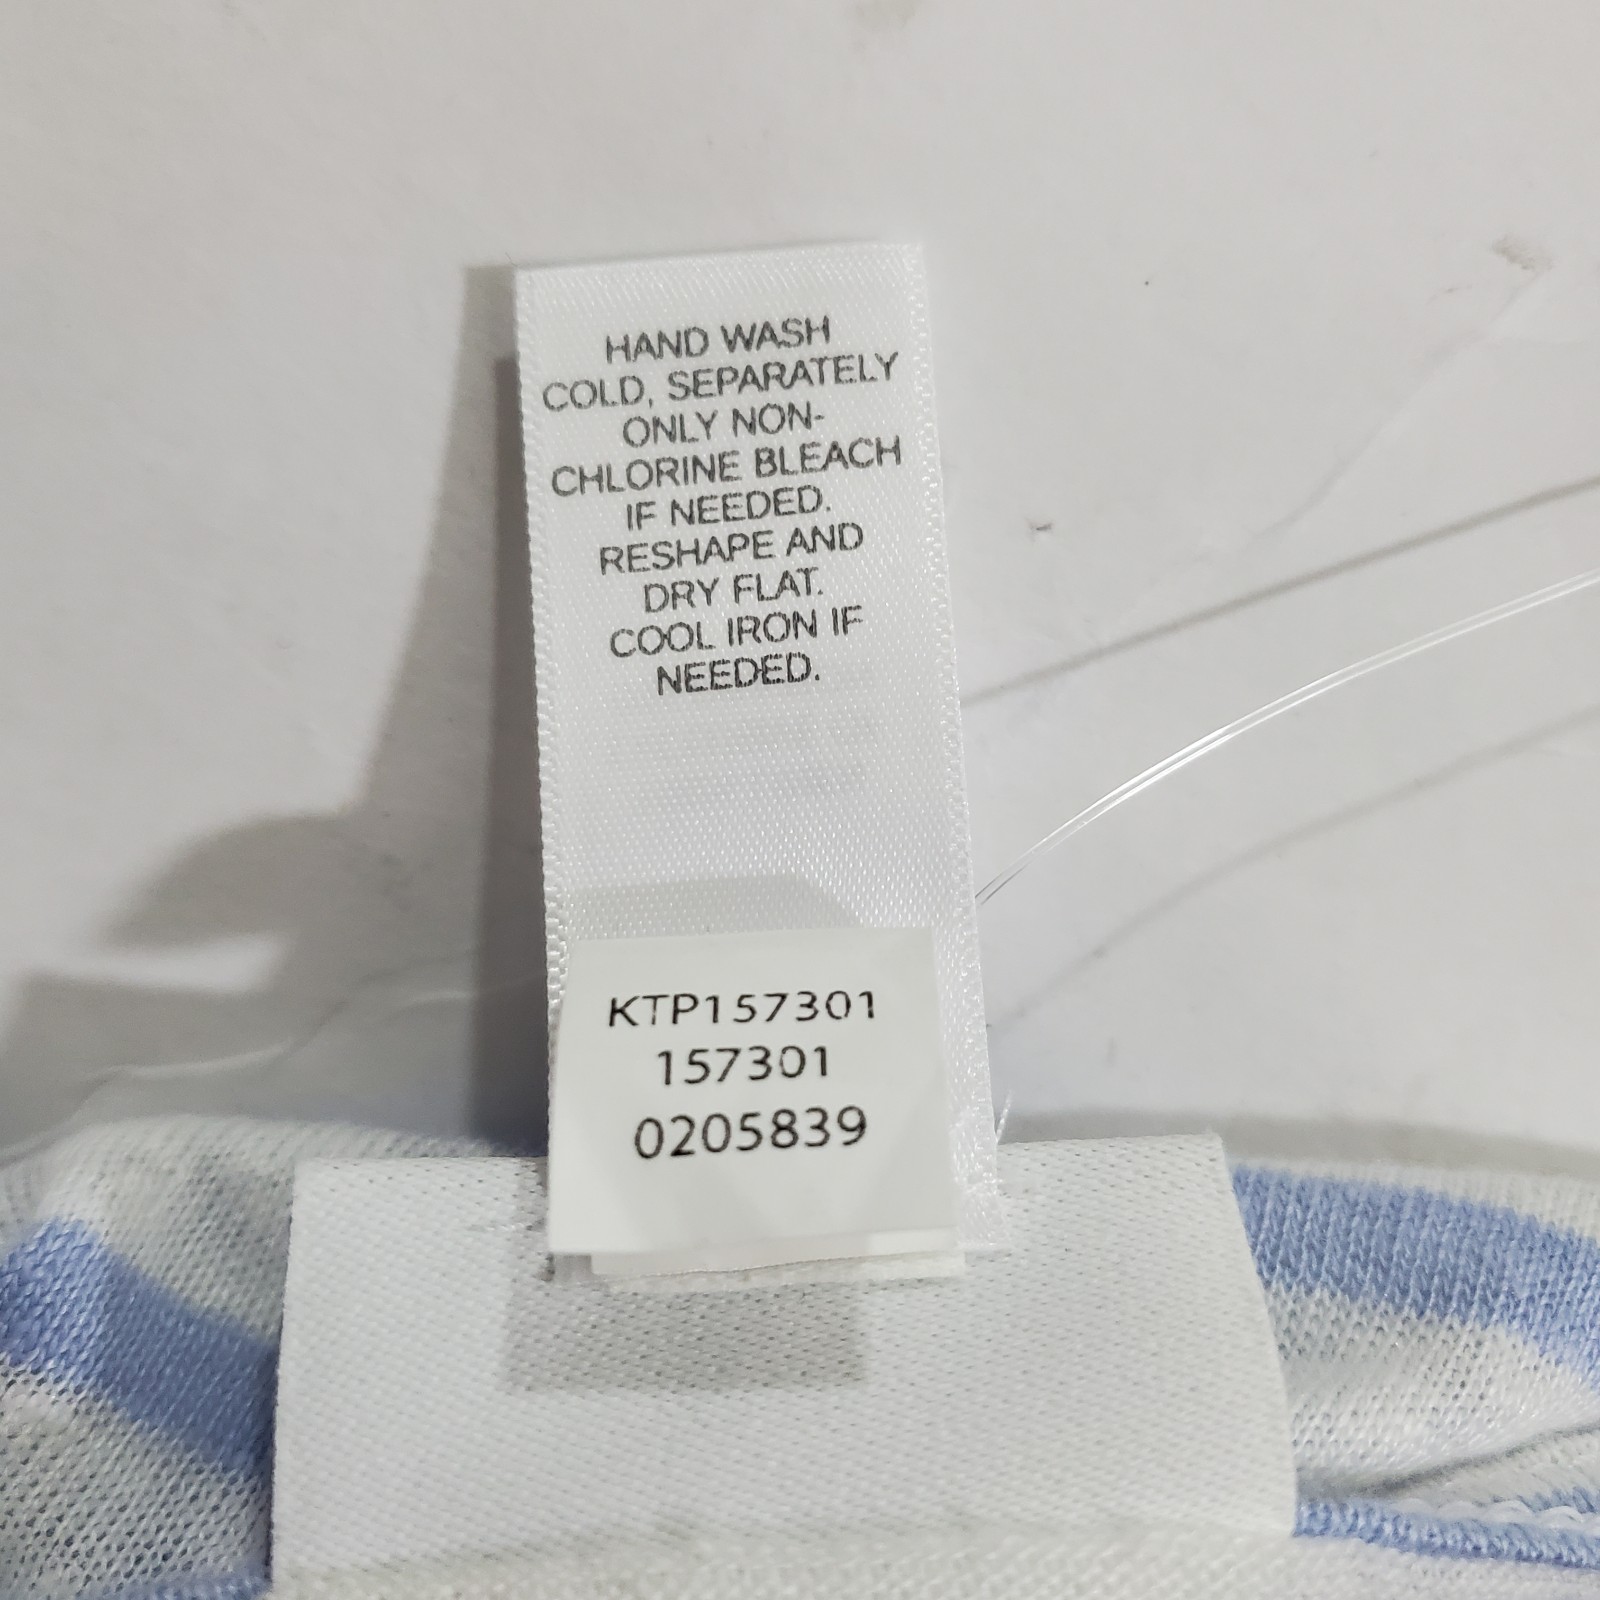 HAND WASH
COLD, SEPARATELY
ONLY NON-
CHLORINE BLEACH
IF NEEDED.
RESHAPE AND
DRY FLAT.
COOL IRON IF
NEEDED.
KTP157301
157301
0205839